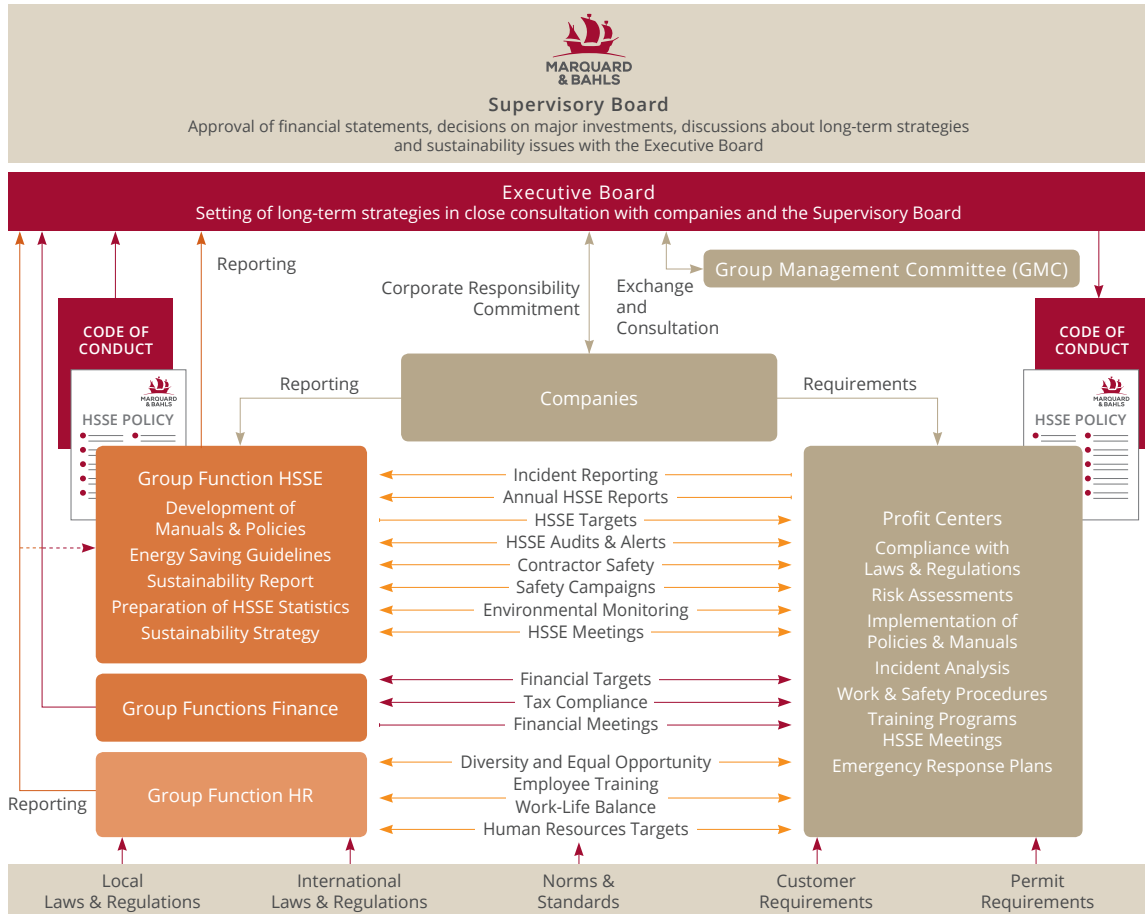 MARQUARD
& BAHLS
Supervisory Board
Approval of financial statements, decisions on major investments, discussions about long-term strategies
and sustainability issues with the Executive Board
Executive Board
Setting of long-term strategies in close consultation with companies and the Supervisory Board
Reporting
Group Management Committee (GMC)
Corporate Responsibility
Commitment
Exchange
and
Consultation
CODE OF
CONDUCT
MARQUARD
& BAHLS
HSSE POLICY
CODE OF
CONDUCT
MARQUARD
& BAHLS
HSSE POLICY
Reporting
Companies
Requirements
Group Function HSSE
Development of
Manuals & Policies
Energy Saving Guidelines
Sustainability Report
Preparation of HSSE Statistics
Sustainability Strategy
Incident Reporting
Annual HSSE Reports
HSSE Targets
HSSE Audits & Alerts
Contractor Safety
Safety Campaigns
Environmental Monitoring
HSSE Meetings
Profit Centers
Compliance with
Laws & Regulations
Risk Assessments
Implementation of
Policies & Manuals
Incident Analysis
Work & Safety Procedures
Training Programs
HSSE Meetings
Emergency Response Plans
Group Functions Finance
Financial Targets
Tax Compliance
Financial Meetings
Reporting
Group Function HR
Diversity and Equal Opportunity
Employee Training
Work-Life Balance
Human Resources Targets
Local
Laws & Regulations
International
Laws & Regulations
Norms &
Standards
Customer
Requirements
Permit
Requirements